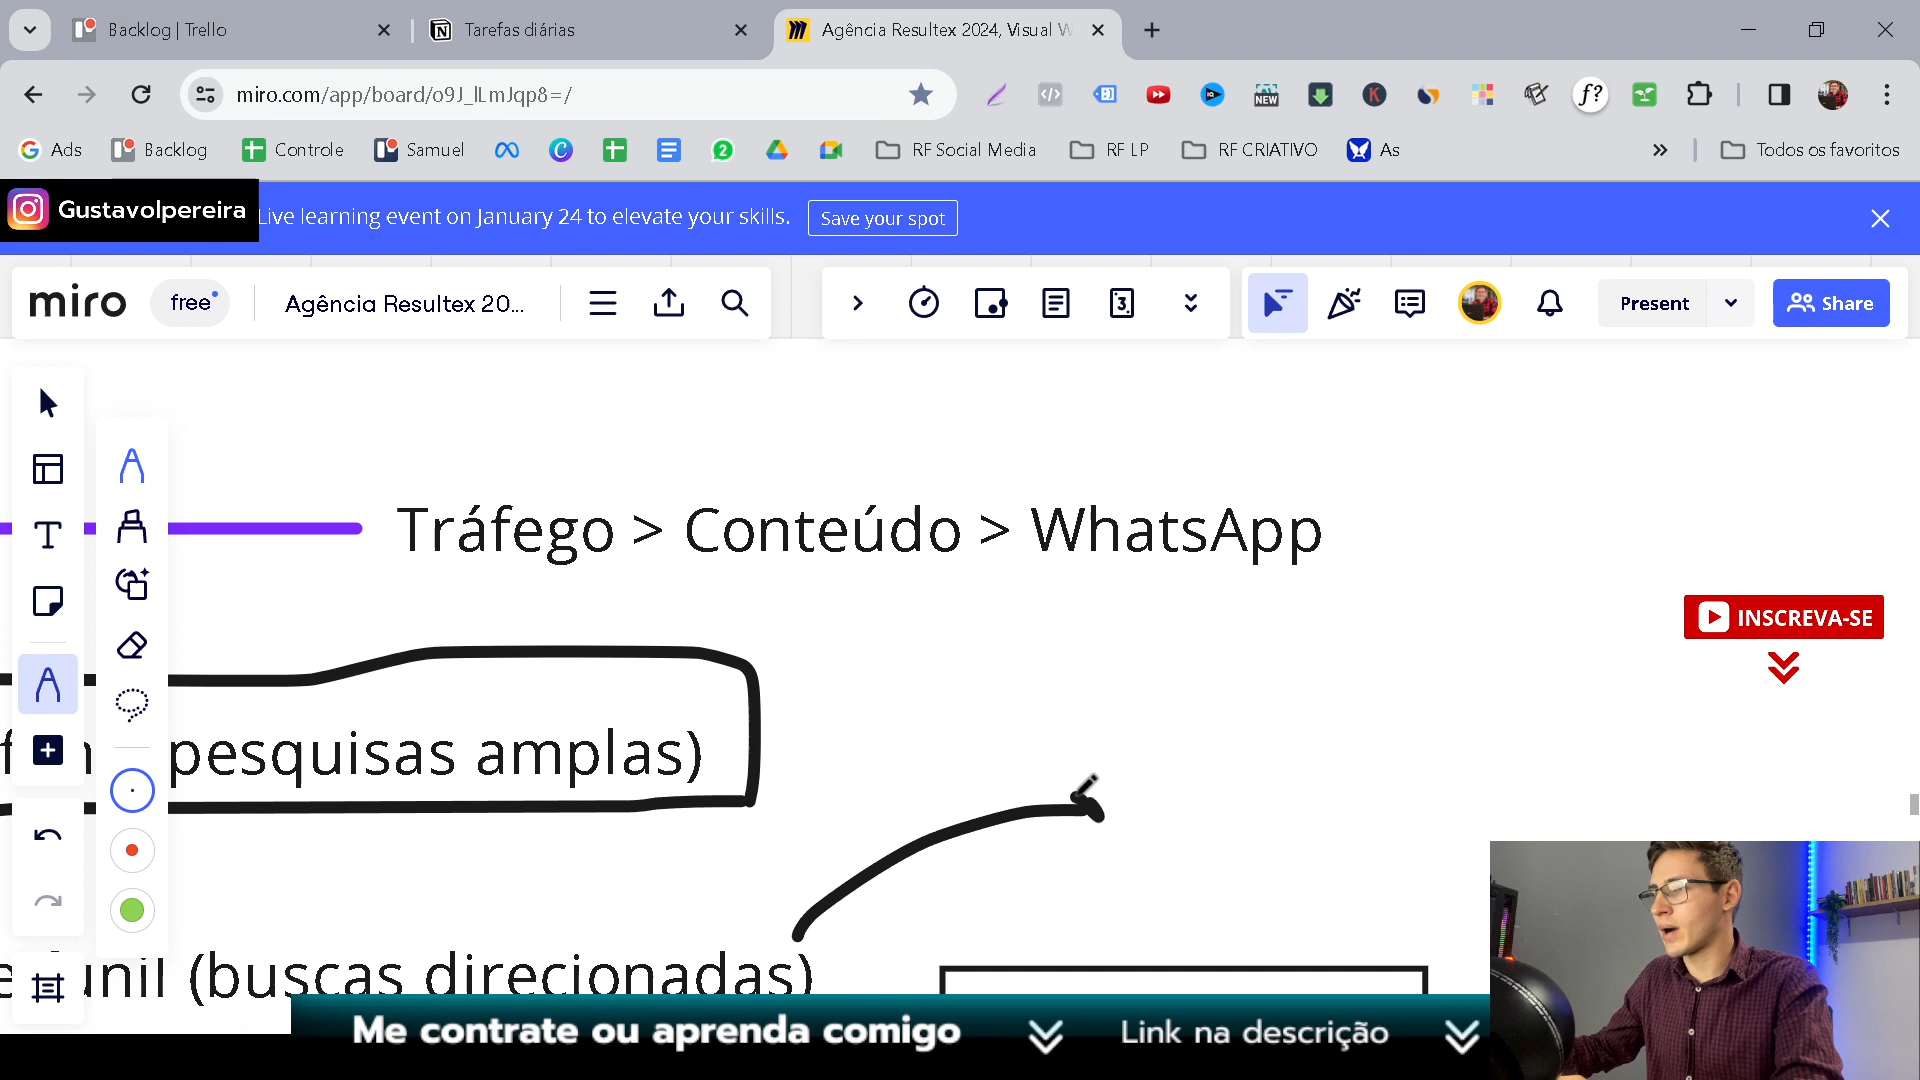 Backlog | Trello
Tarefas diárias
Agência Resultex 2024, Visual W
miro.com/app/board/o9J_lLmJqp8=/
Ads
Backlog
Controle
Samuel
RF Social Media
RF LP
RF CRIATIVO
As
Todos os favoritos
Gustavolpereira
Live learning event on January 24 to elevate your skills.
Save your spot
miro
free
Agência Resultex 20...
Present
Share
Tráfego > Conteúdo > WhatsApp
INSCREVA-SE
pesquisas amplas)
unil (buscas direcionadas)
Me contrate ou aprenda comigo
Link na descrição